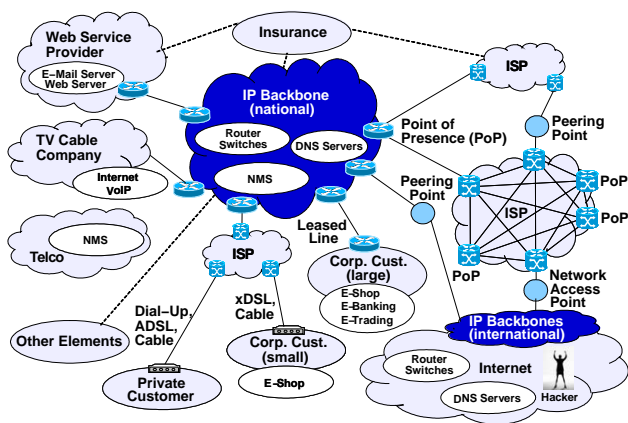 Web Service
Provider
E–Mail Server
Web Server
Insurance
ISP
IP Backbone
(national)
Router
Switches
DNS Servers
NMS
Point of
Presence (PoP)
Peering
Point
TV Cable
Company
Internet
VoIP
Peering
Point
PoP
ISP
PoP
PoP
NMS
Telco
ISP
Leased
Line
Corp. Cust.
(large)
E–Shop
E–Banking
E–Trading
Network
Access
Point
Dial–Up,
ADSL,
Cable
xDSL,
Cable
Other Elements
Corp. Cust.
(small)
E–Shop
Private
Customer
IP Backbones
(international)
Router
Switches
Internet
DNS Servers
Hacker